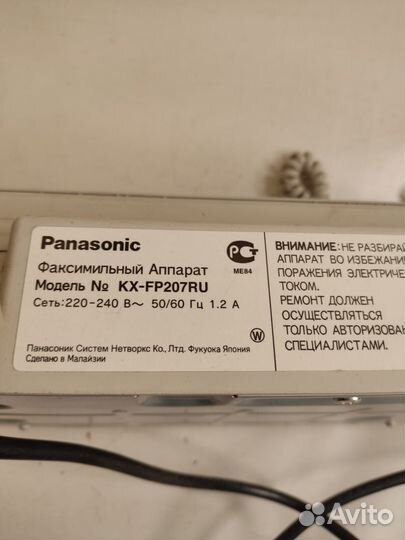 Panasonic
Факсимильный Аппарат
Модель № KX-FP207RU
Сеть:220-240 В~ 50/60 Гц 1.2 А
Панасоник Систем Нетворкс Ко., Лтд. Фукуока Япония
Сделано в Малайзии
РСТ
ME84
W
ВНИМАНИЕ: НЕ РАЗБИРАЙ
АППАРАТ ВО ИЗБЕЖАНИ
ПОРАЖЕНИЯ ЭЛЕКТРИЧЕ
ТОКОМ.
РЕМОНТ ДОЛЖЕН
ОСУЩЕСТВЛЯТЬСЯ
ТОЛЬКО АВТОРИЗОВАН
СПЕЦИАЛИСТАМИ.
Avito